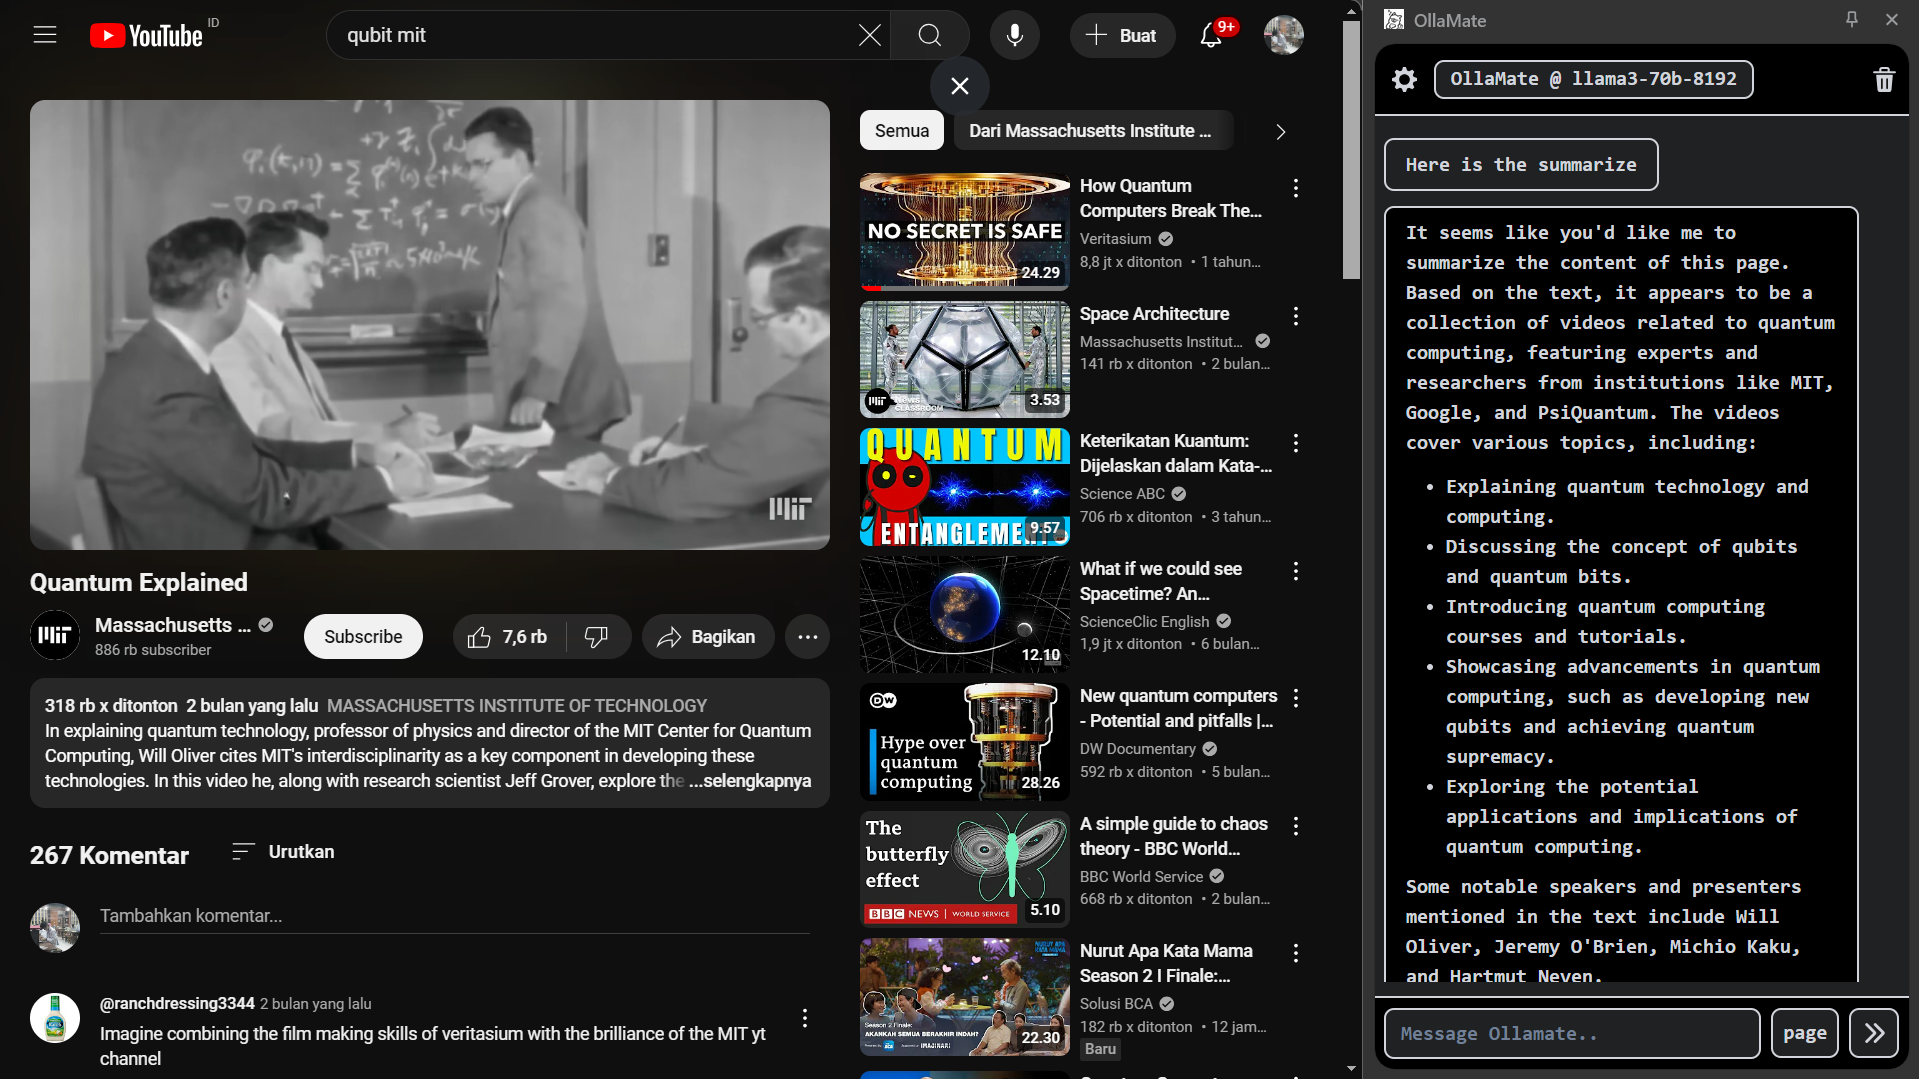 YouTube
ID
qubit mit
Buat
9+
Semua
Dari Massachusetts Institute ...
MIT
Quantum Explained
Massachusetts ...
886 rb subscriber
Subscribe
7,6 rb
Bagikan
318 rb x ditonton 2 bulan yang lalu MASSACHUSETTS INSTITUTE OF TECHNOLOGY
In explaining quantum technology, professor of physics and director of the MIT Center for Quantum
Computing, Will Oliver cites MIT's interdisciplinarity as a key component in developing these
technologies. In this video he, along with research scientist Jeff Grover, explore the ...selengkapnya
267 Komentar
Urutkan
Tambahkan komentar...
@ranchdressing3344 2 bulan yang lalu
Imagine combining the film making skills of veritasium with the brilliance of the MIT yt
channel
NO SECRET IS SAFE
24.29
How Quantum
Computers Break The...
Veritasium
8,8 jt x ditonton • 1 tahun...
3.53
Space Architecture
Massachusetts Institut...
141 rb x ditonton • 2 bulan...
QUANTUM
9.57
Keterikatan Kuantum:
Dijelaskan dalam Kata-...
Science ABC
706 rb x ditonton • 3 tahun...
12.10
What if we could see
Spacetime? An...
ScienceClic English
1,9 jt x ditonton • 6 bulan...
DW
Hype over
quantum
computing
28.26
New quantum computers
- Potential and pitfalls |...
DW Documentary
592 rb x ditonton • 5 bulan...
The
butterfly
effect
BBC NEWS | WORLD SERVICE
5.10
A simple guide to chaos
theory - BBC World...
BBC World Service
668 rb x ditonton • 2 bulan...
Season 2 Finale:
AKANKAH SEMUA BERAKHIR INDAH?
22.30
Nurut Apa Kata Mama
Season 2 I Finale:...
Solusi BCA
182 rb x ditonton • 12 jam...
Baru
OllaMate
OllaMate @ llama3-70b-8192
Here is the summarize
It seems like you'd like me to
summarize the content of this page.
Based on the text, it appears to be a
collection of videos related to quantum
computing, featuring experts and
researchers from institutions like MIT,
Google, and PsiQuantum. The videos
cover various topics, including:
• Explaining quantum technology and
computing.
• Discussing the concept of qubits
and quantum bits.
• Introducing quantum computing
courses and tutorials.
• Showcasing advancements in quantum
computing, such as developing new
qubits and achieving quantum
supremacy.
• Exploring the potential
applications and implications of
quantum computing.
Some notable speakers and presenters
mentioned in the text include Will
Oliver, Jeremy O'Brien, Michio Kaku,
and Hartmut Neven.
Message Ollamate..
page